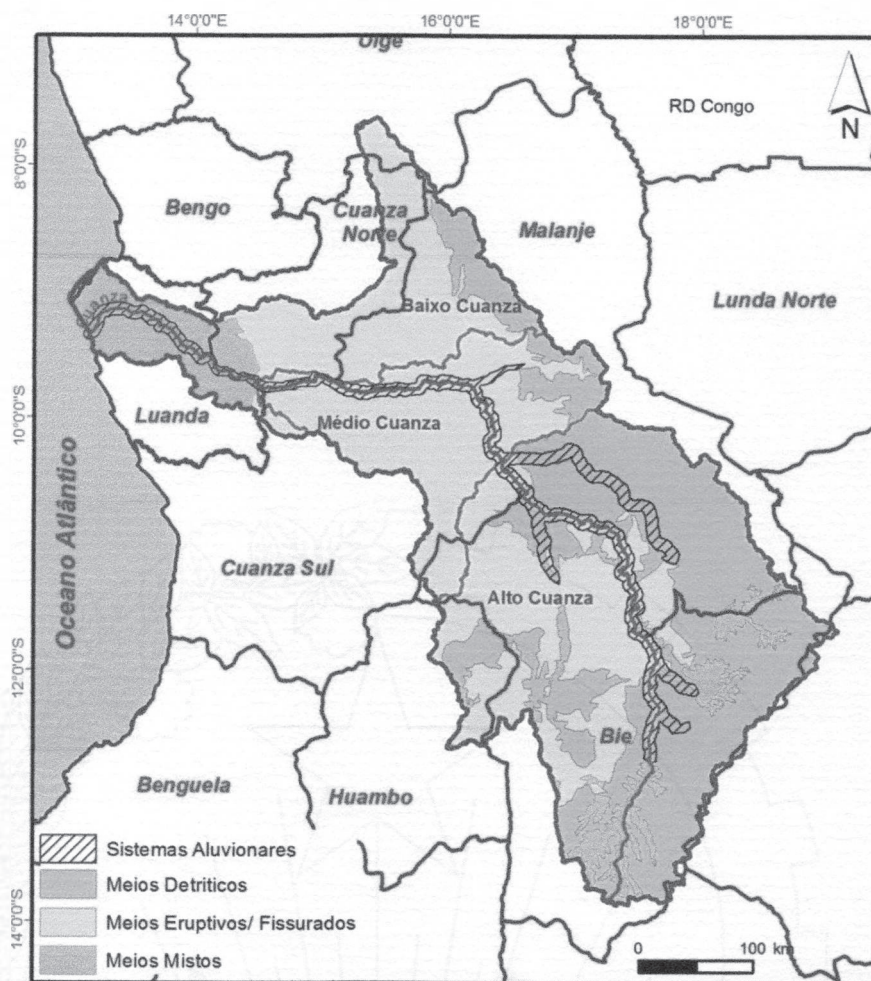 14°0'0"E
16°0'0"E
18°0'0"E
Uíge
RD Congo
N
8°0'0"S
Bengo
Cuanza
Norte
Malanje
Lunda Norte
Cuanza
Baixo Cuanza
10°0'0"S
Luanda
Médio Cuanza
Oceano Atlântico
Cuanza Sul
Alto Cuanza
12°0'0"S
Bie
Benguela
Huambo
14°0'0"S
Sistemas Aluvionares
Meios Detriticos
Meios Eruptivos/ Fissurados
Meios Mistos
0 100 km